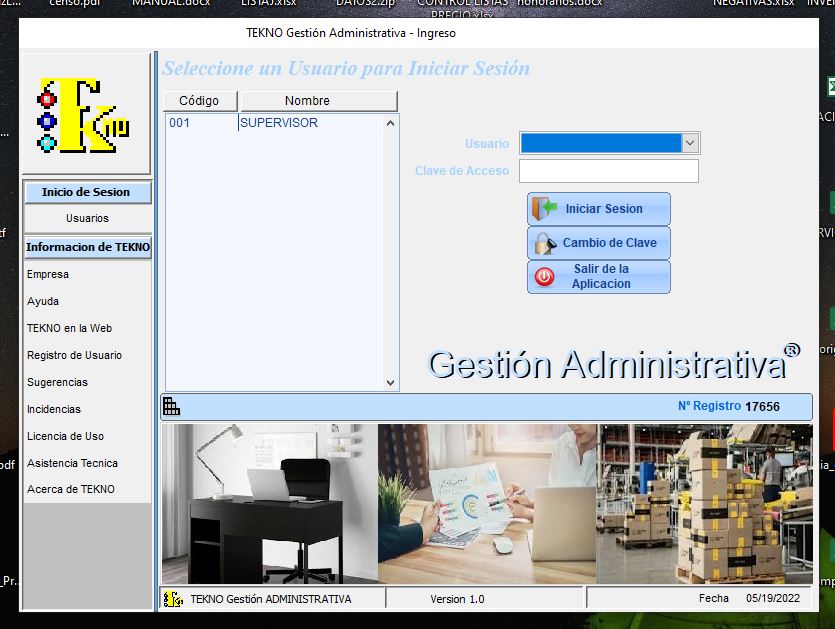 censo.pdf
MANUAL.docx
LISTAJ.xlsx
DATOS2.zip
CONTROL LISTAS
PRECIO.xlsx
honorarios.docx
NEGATIVAS.xlsx
TEKNO Gestión Administrativa - Ingreso
Seleccione un Usuario para Iniciar Sesión
Código
Nombre
001
SUPERVISOR
Usuario
Clave de Acceso
Iniciar Sesion
Cambio de Clave
Salir de la
Aplicacion
Inicio de Sesion
Usuarios
Informacion de TEKNO
Empresa
Ayuda
TEKNO en la Web
Registro de Usuario
Sugerencias
Incidencias
Licencia de Uso
Asistencia Tecnica
Acerca de TEKNO
Gestión Administrativa®
Nº Registro 17656
TEKNO Gestión ADMINISTRATIVA
Version 1.0
Fecha 05/19/2022